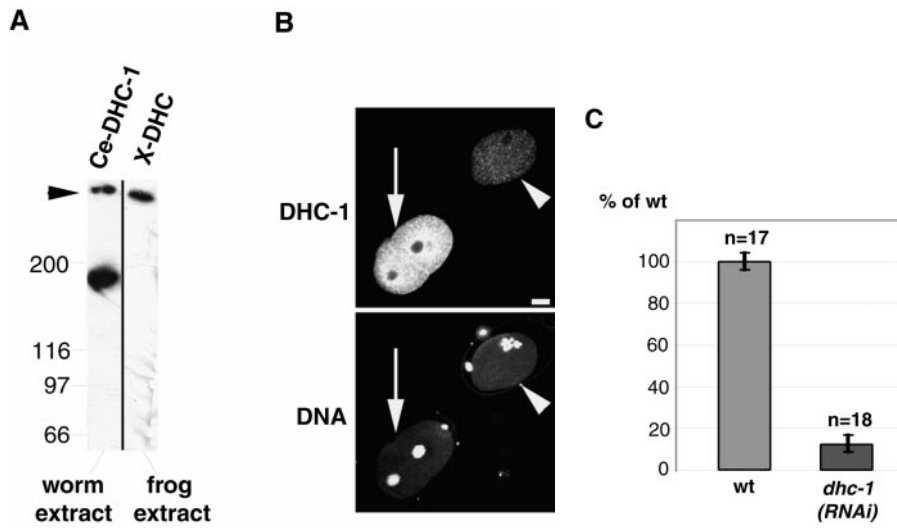 A
Ce-DHC-1
X-DHC
200
116
97
66
worm extract
frog extract
B
DHC-1
DNA
C
% of wt
100
80
60
40
20
0
n=17
n=18
wt
dhc-1
(RNAi)